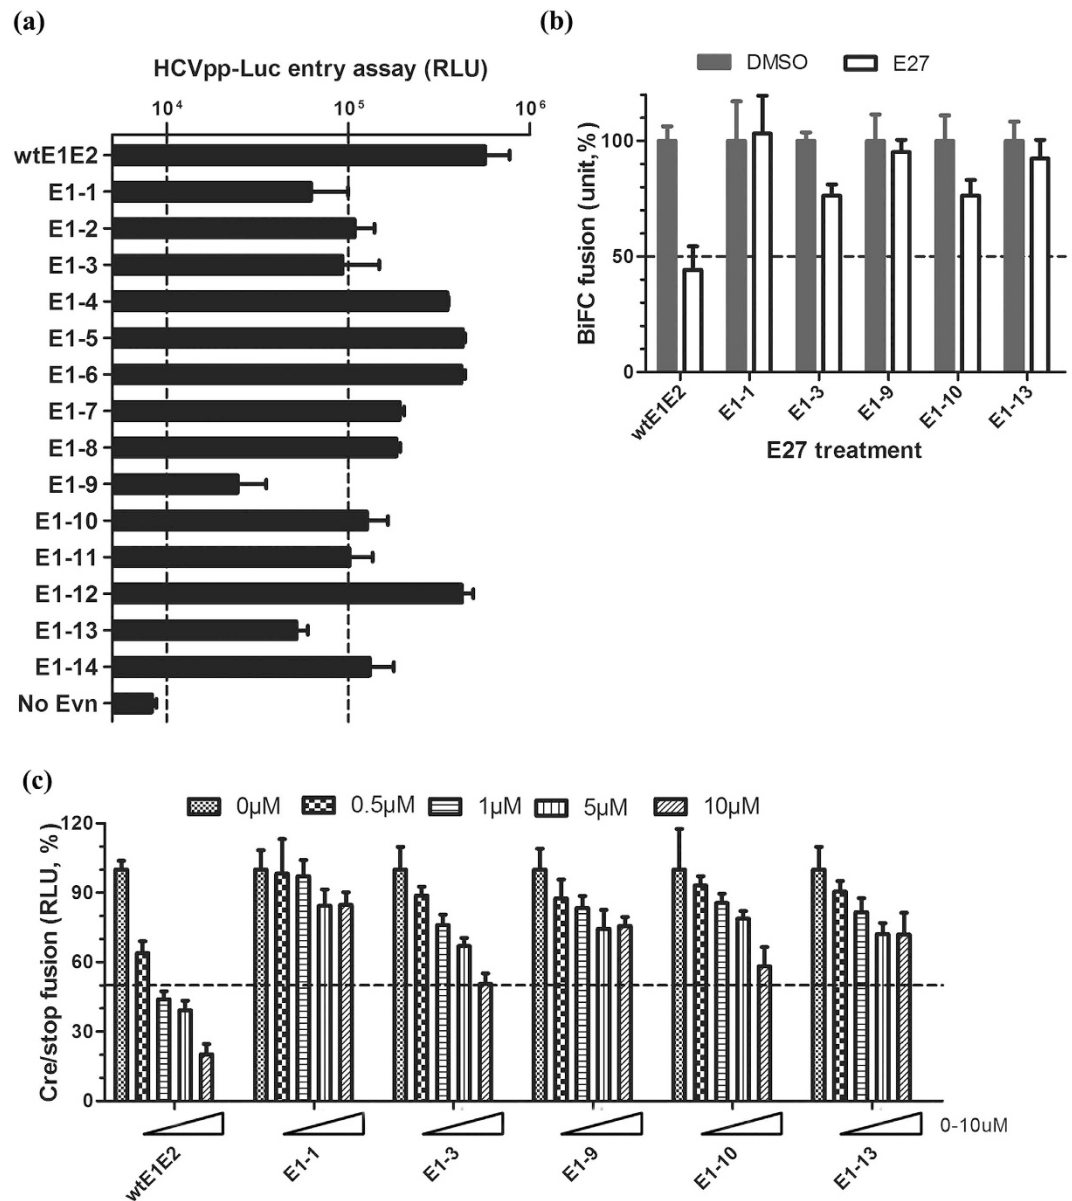 (a)
HCVpp-Luc entry assay (RLU)
10⁴ 10⁵ 10⁶
wtE1E2
E1-1
E1-2
E1-3
E1-4
E1-5
E1-6
E1-7
E1-8
E1-9
E1-10
E1-11
E1-12
E1-13
E1-14
No Evn
(b)
DMSO E27
BiFC fusion (unit,%)
100
50
0
wtE1E2 E1-1 E1-3 E1-9 E1-10 E1-13
E27 treatment
(c)
0µM 0.5µM 1µM 5µM 10µM
Cre/stop fusion (RLU, %)
120
90
60
30
0
0-10uM
wtE1E2 E1-1 E1-3 E1-9 E1-10 E1-13